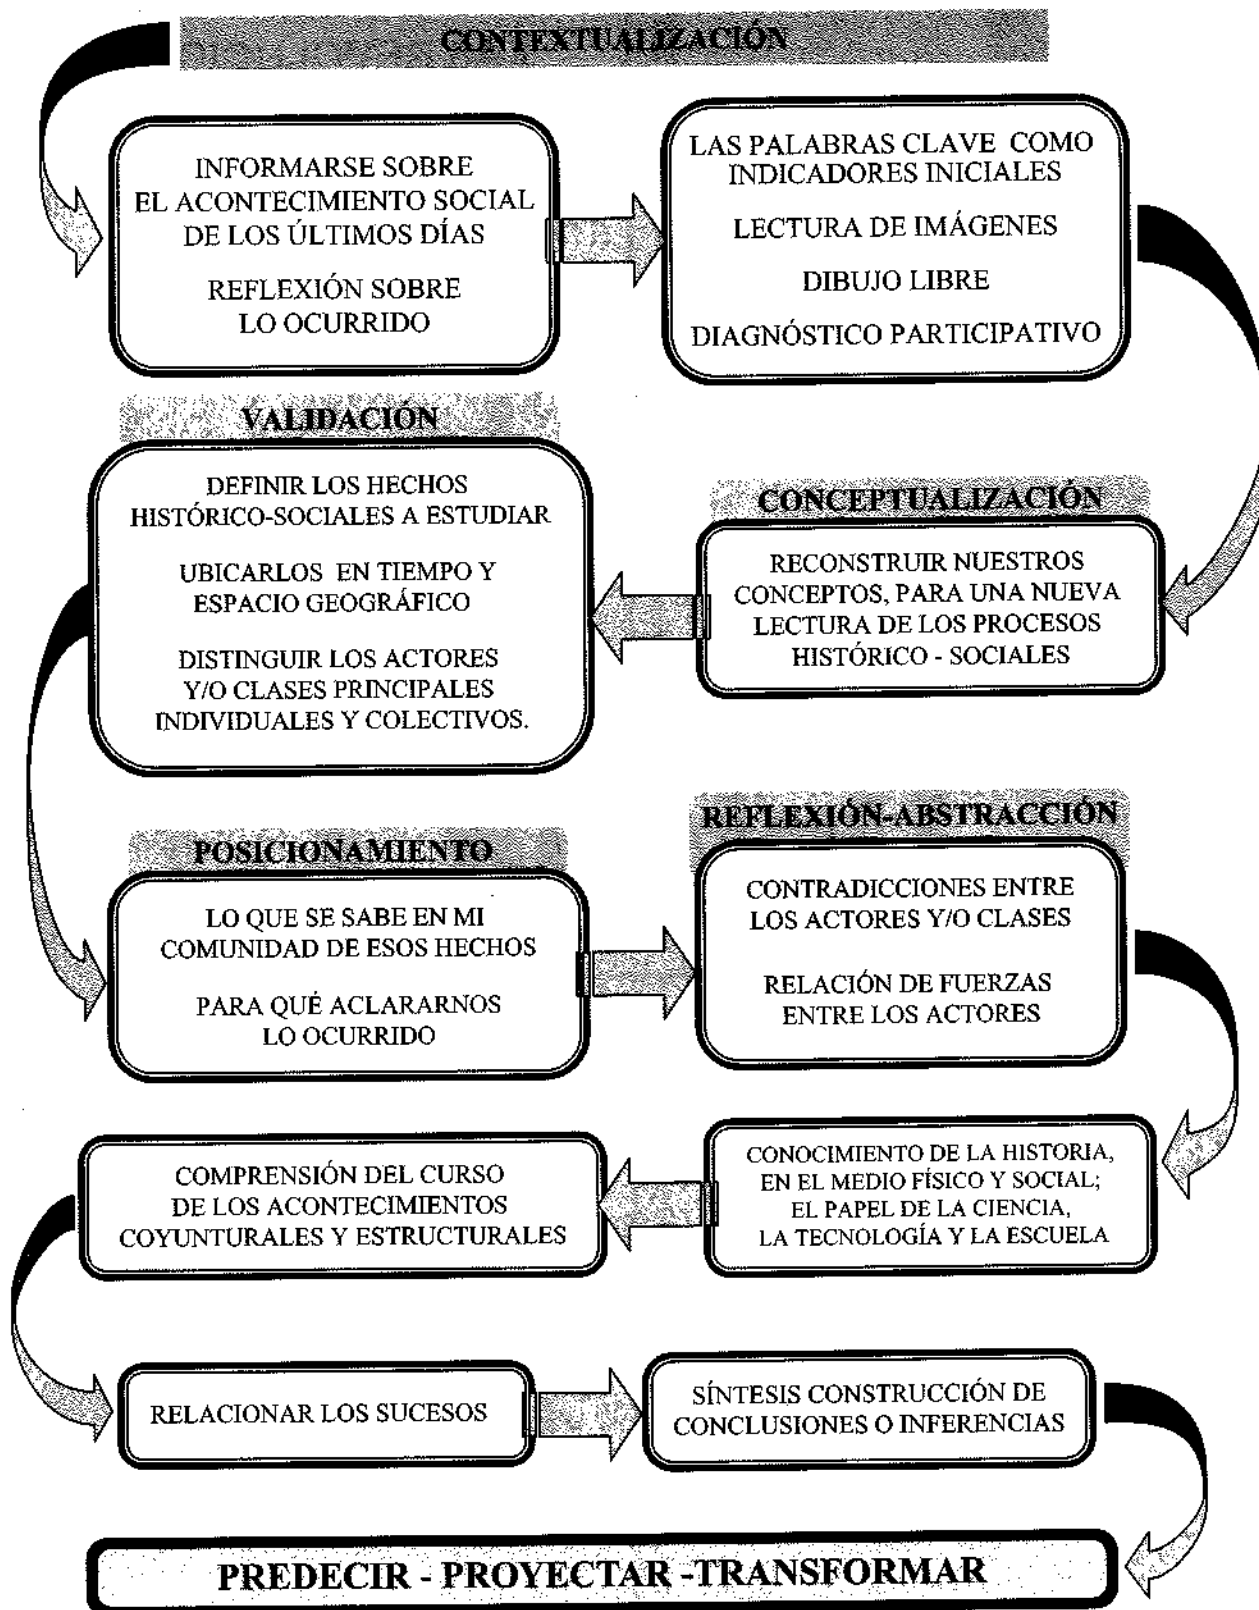 CONTEXTUALIZACIÓN
INFORMARSE SOBRE
EL ACONTECIMIENTO SOCIAL
DE LOS ÚLTIMOS DÍAS
REFLEXIÓN SOBRE
LO OCURRIDO
LAS PALABRAS CLAVE COMO
INDICADORES INICIALES
LECTURA DE IMÁGENES
DIBUJO LIBRE
DIAGNÓSTICO PARTICIPATIVO
CONCEPTUALIZACIÓN
RECONSTRUIR NUESTROS
CONCEPTOS, PARA UNA NUEVA
LECTURA DE LOS PROCESOS
HISTÓRICO - SOCIALES
VALIDACIÓN
DEFINIR LOS HECHOS
HISTÓRICO-SOCIALES A ESTUDIAR
UBICARLOS EN TIEMPO Y
ESPACIO GEOGRÁFICO
DISTINGUIR LOS ACTORES
Y/O CLASES PRINCIPALES
INDIVIDUALES Y COLECTIVOS.
POSICIONAMIENTO
LO QUE SE SABE EN MI
COMUNIDAD DE ESOS HECHOS
PARA QUÉ ACLARARNOS
LO OCURRIDO
REFLEXIÓN-ABSTRACCIÓN
CONTRADICCIONES ENTRE
LOS ACTORES Y/O CLASES
RELACIÓN DE FUERZAS
ENTRE LOS ACTORES
CONOCIMIENTO DE LA HISTORIA,
EN EL MEDIO FÍSICO Y SOCIAL;
EL PAPEL DE LA CIENCIA,
LA TECNOLOGÍA Y LA ESCUELA
COMPRENSIÓN DEL CURSO
DE LOS ACONTECIMIENTOS
COYUNTURALES Y ESTRUCTURALES
RELACIONAR LOS SUCESOS
SÍNTESIS CONSTRUCCIÓN DE
CONCLUSIONES O INFERENCIAS
PREDECIR - PROYECTAR -TRANSFORMAR